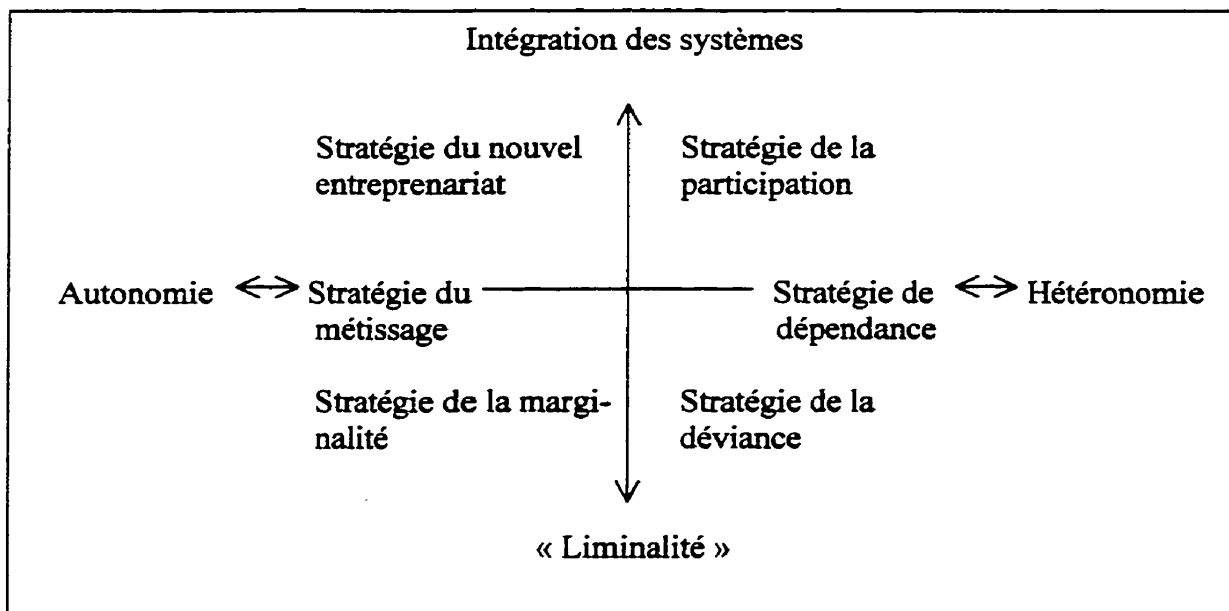 Intégration des systèmes
Stratégie du nouvel
entreprenariat
Stratégie de la
participation
Autonomie
Stratégie du
métissage
Stratégie de
dépendance
Hétéronomie
Stratégie de la margi-
nalité
Stratégie de la
déviance
« Liminalité »